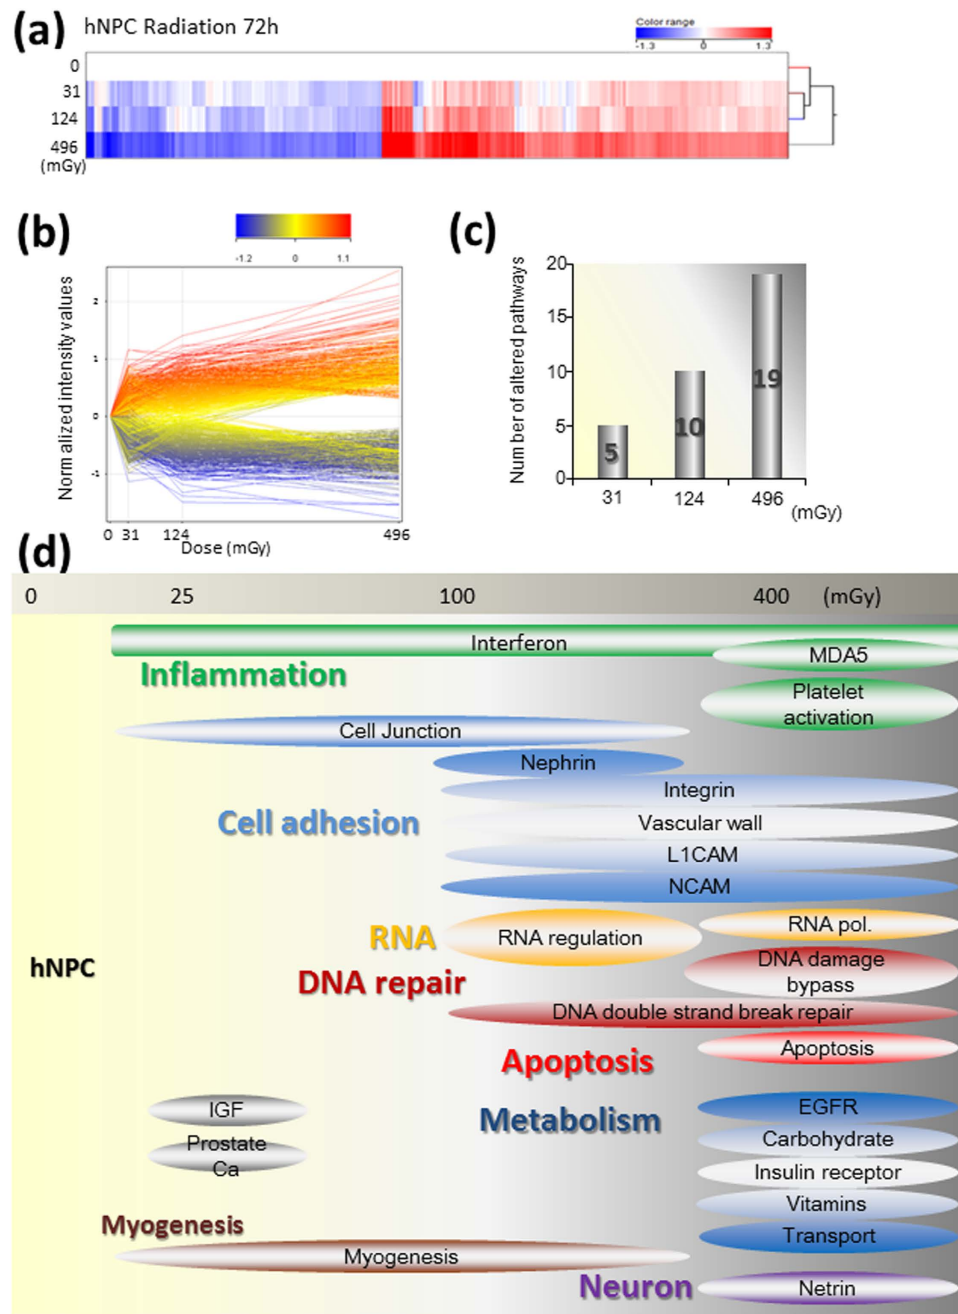 (a) hNPC Radiation 72h
Color range
-1.3 0 1.3
0
31
124
496
(mGy)
(b)
-1.2 0 1.1
Normalized intensity values
2
1
0
-1
0 31 124 496
Dose (mGy)
(c)
Number of altered pathways
20
15
10
5
0
5
10
19
31 124 496
(mGy)
(d)
0 25 100 400 (mGy)
Interferon
MDA5
Inflammation
Platelet
activation
Cell Junction
Nephrin
Integrin
Cell adhesion
Vascular wall
L1CAM
NCAM
RNA
RNA regulation
RNA pol.
hNPC
DNA repair
DNA damage
bypass
DNA double strand break repair
Apoptosis
Apoptosis
IGF
Metabolism
EGFR
Prostate
Ca
Carbohydrate
Insulin receptor
Vitamins
Myogenesis
Transport
Myogenesis
Neuron
Netrin